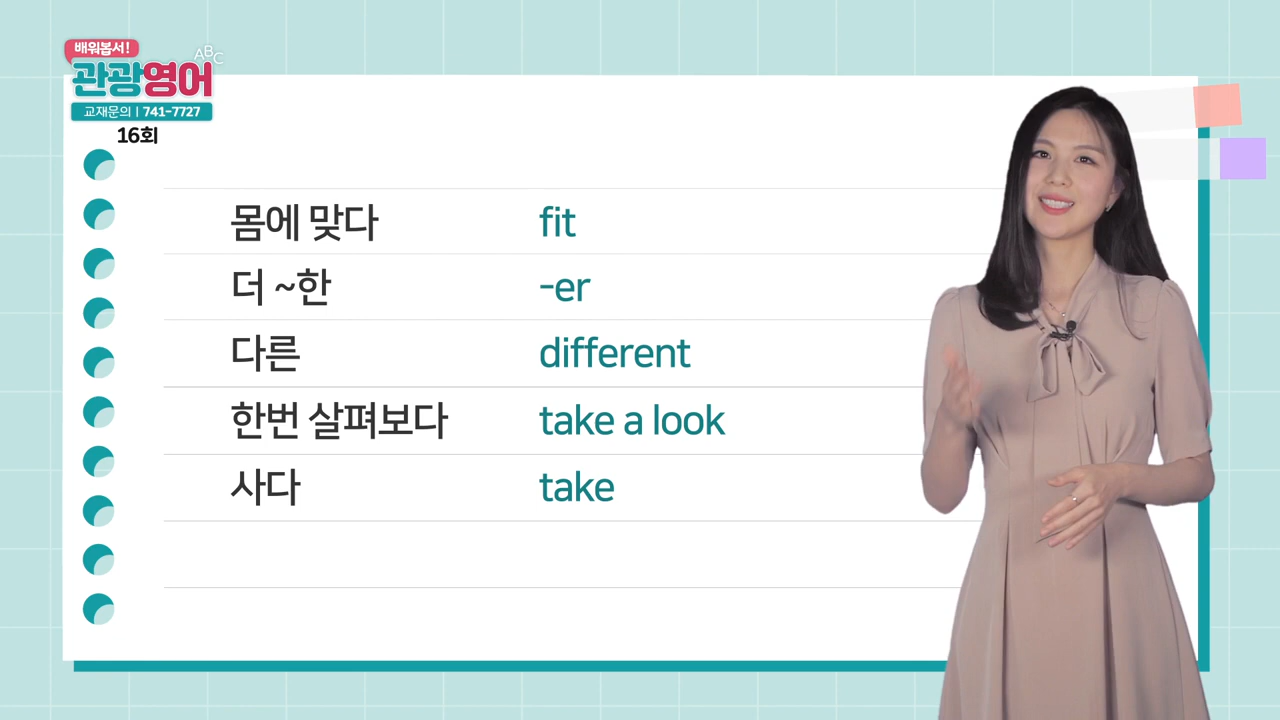 배워봅서!
ABC
관광영어
교재문의 | 741-7727
16회
몸에 맞다 fit
더 ~한 -er
다른 different
한번 살펴보다 take a look
사다 take